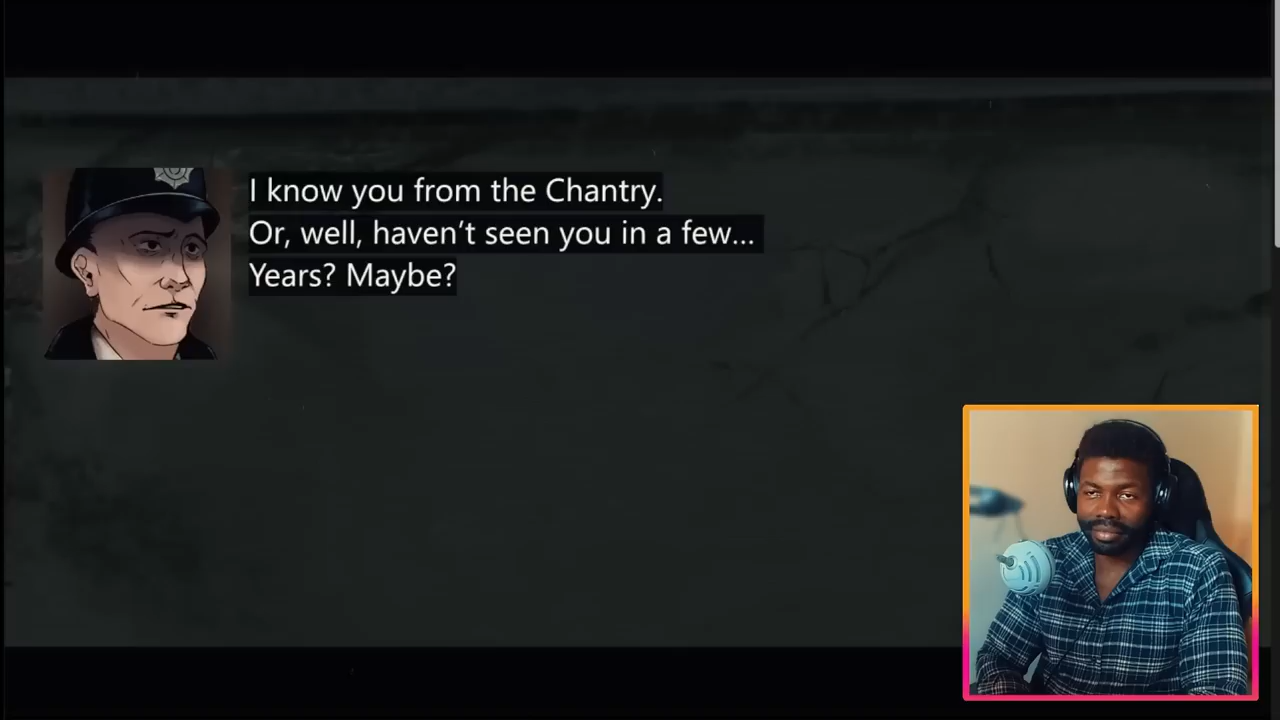 I know you from the Chantry.
Or, well, haven’t seen you in a few...
Years? Maybe?